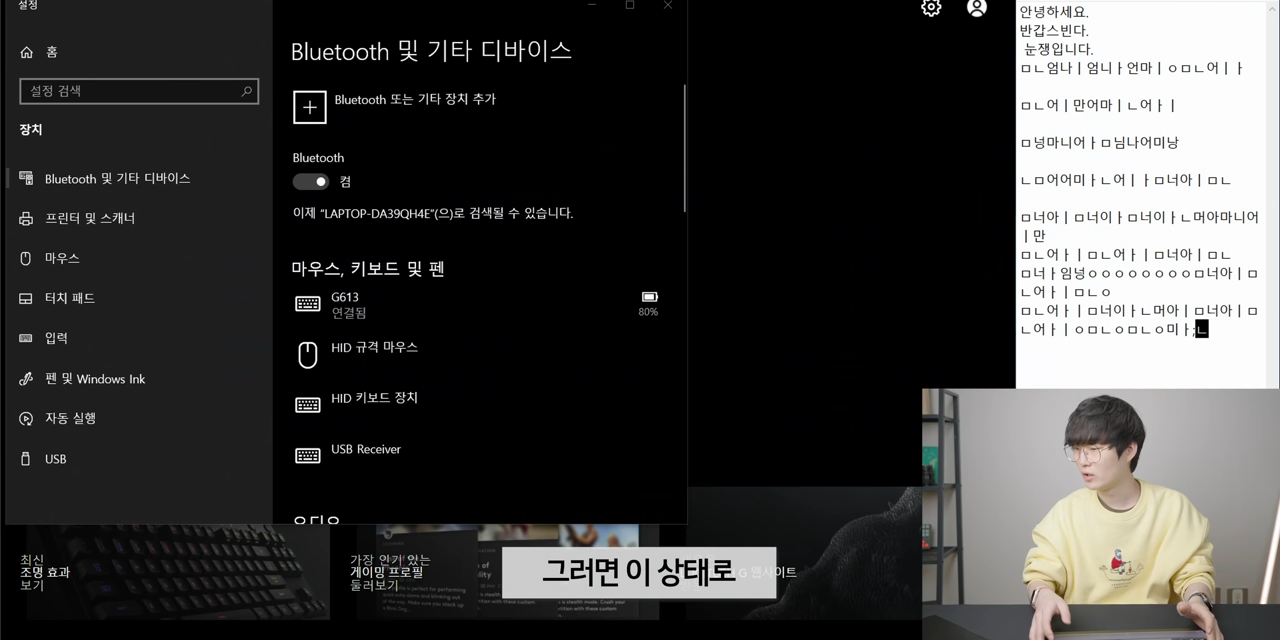 설정
홈
설정 검색
장치
Bluetooth 및 기타 디바이스
프린터 및 스캐너
마우스
터치 패드
입력
펜 및 Windows Ink
자동 실행
USB
Bluetooth 및 기타 디바이스
Bluetooth 또는 기타 장치 추가
Bluetooth
켬
이제 “LAPTOP-DA39QH4E”(으)로 검색될 수 있습니다.
마우스, 키보드 및 펜
G613
연결됨
80%
HID 규격 마우스
HID 키보드 장치
USB Receiver
오디오
안녕하세요.
반갑스빈다.
눈쟁입니다.
ㅁㄴ엄나ㅣ엄니ㅏ언마ㅣㅇㅁㄴ어ㅣㅏ
ㅁㄴ어ㅣ만어마ㅣㄴ어ㅏㅣ
ㅁ넝마니어ㅏㅁ님나어미낭
ㄴㅁ어어미ㅏㄴ어ㅣㅏㅁ너아ㅣㅁㄴ
ㅁ너아ㅣㅁ너이ㅏㅁ너이ㅏㄴ머아마니어
ㅣ만
ㅁㄴ어ㅏㅣㅁㄴ어ㅏㅣㅁ너아ㅣㅁㄴ
ㅁ너ㅏ임넝ㅇㅇㅇㅇㅇㅇㅇㅇㅁ너아ㅣㅁ
ㄴ어ㅏㅣㅁㄴㅇ
ㅁㄴ어ㅏㅣㅁ너이ㅏㄴ머아ㅣㅁ너아ㅣㅁ
ㄴ어ㅏㅣㅇㅁㄴㅇㅁㄴㅇ미ㅏ;ㄴ
최신
조명 효과
보기
가장 인기 있는
게이밍 프로필
둘러보기
G 웹사이트
그러면 이 상태로